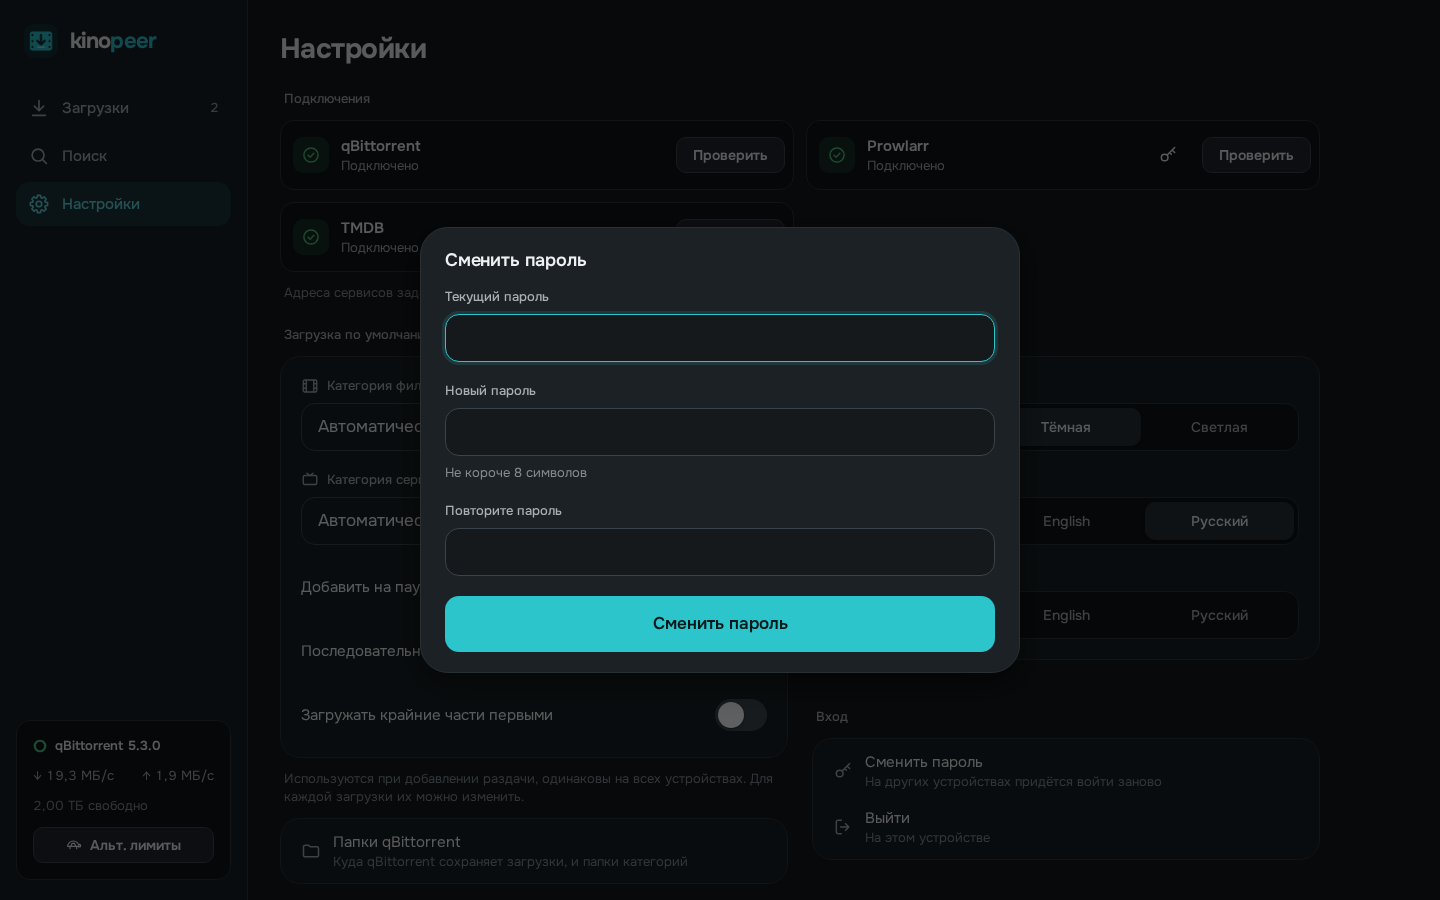 kinopeer
Загрузки 2
Поиск
Настройки
qBittorrent 5.3.0
↓ 19,3 МБ/с ↑ 1,9 МБ/с
2,00 ТБ свободно
Альт. лимиты
Настройки
Подключения
qBittorrent
Подключено
Проверить
Prowlarr
Подключено
Проверить
TMDB
Подключено
Адреса сервисов зад
Загрузка по умолчани
Категория фил
Автоматичес
Категория сери
Автоматичес
Добавить на пау
Последовательн
Загружать крайние части первыми
Используются при добавлении раздачи, одинаковы на всех устройствах. Для
каждой загрузки их можно изменить.
Папки qBittorrent
Куда qBittorrent сохраняет загрузки, и папки категорий
Тёмная Светлая
English Русский
English Русский
Вход
Сменить пароль
На других устройствах придётся войти заново
Выйти
На этом устройстве
Сменить пароль
Текущий пароль
Новый пароль
Не короче 8 символов
Повторите пароль
Сменить пароль